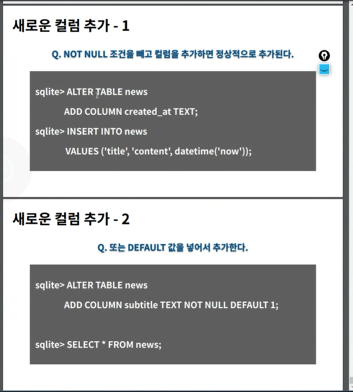 새로운 컬럼 추가 - 1
Q. NOT NULL 조건을 빼고 컬럼을 추가하면 정상적으로 추가된다.
sqlite> ALTER TABLE news
ADD COLUMN created_at TEXT;
sqlite> INSERT INTO news
VALUES ('title', 'content', datetime('now'));
새로운 컬럼 추가 - 2
Q. 또는 DEFAULT 값을 넣어서 추가한다.
sqlite> ALTER TABLE news
ADD COLUMN subtitle TEXT NOT NULL DEFAULT 1;
sqlite> SELECT * FROM news;